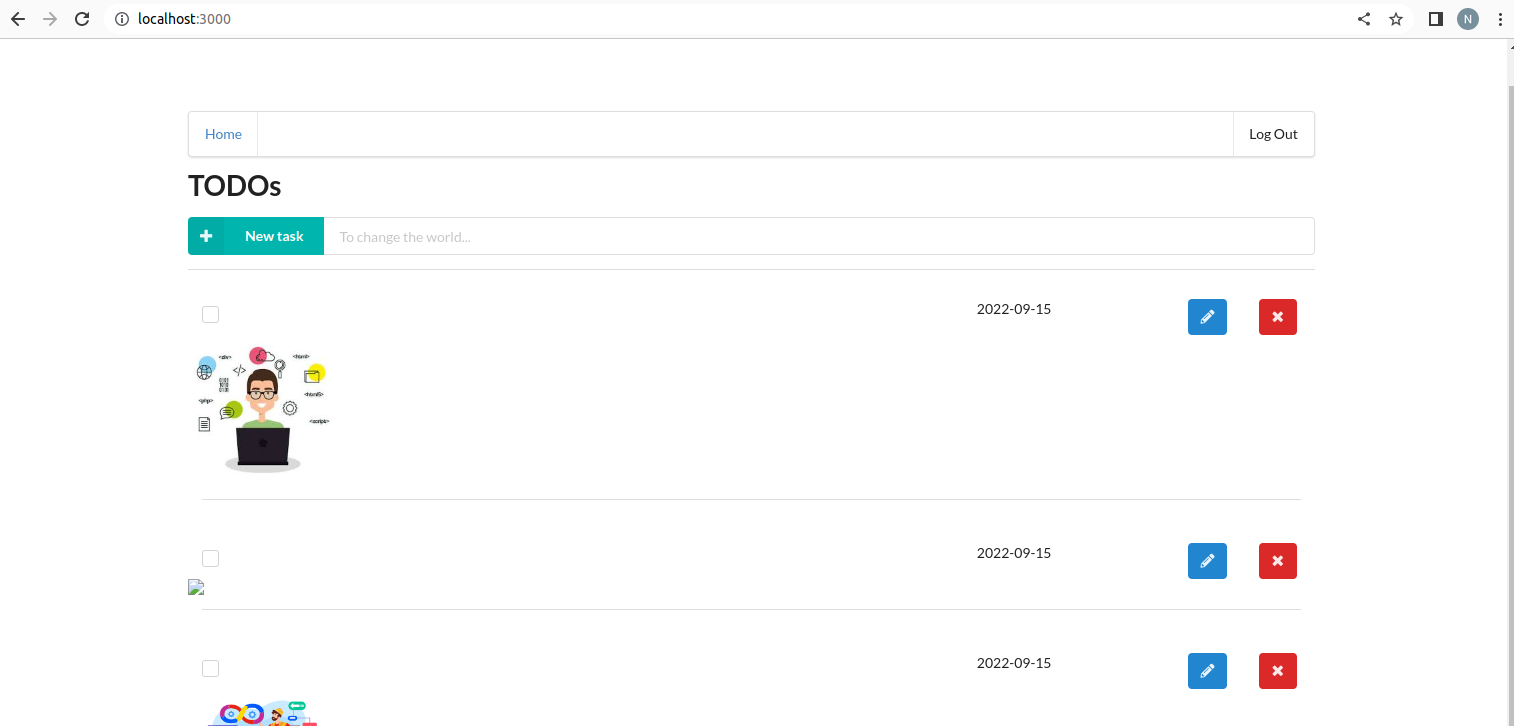 localhost:3000
N
Home
Log Out
TODOs
New task
To change the world...
2022-09-15
<div>
<html>
</>
<php>
<html5>
<script>
2022-09-15
2022-09-15